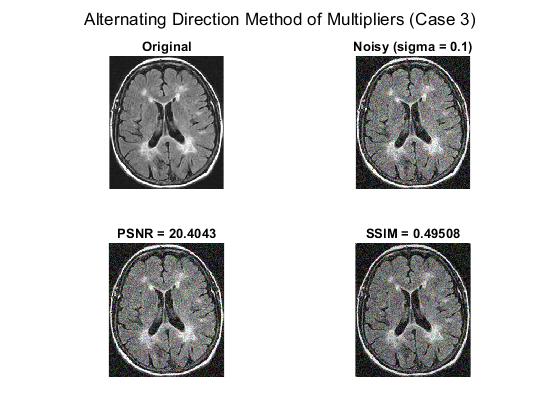 Alternating Direction Method of Multipliers (Case 3)
Original
Noisy (sigma = 0.1)
PSNR = 20.4043
SSIM = 0.49508